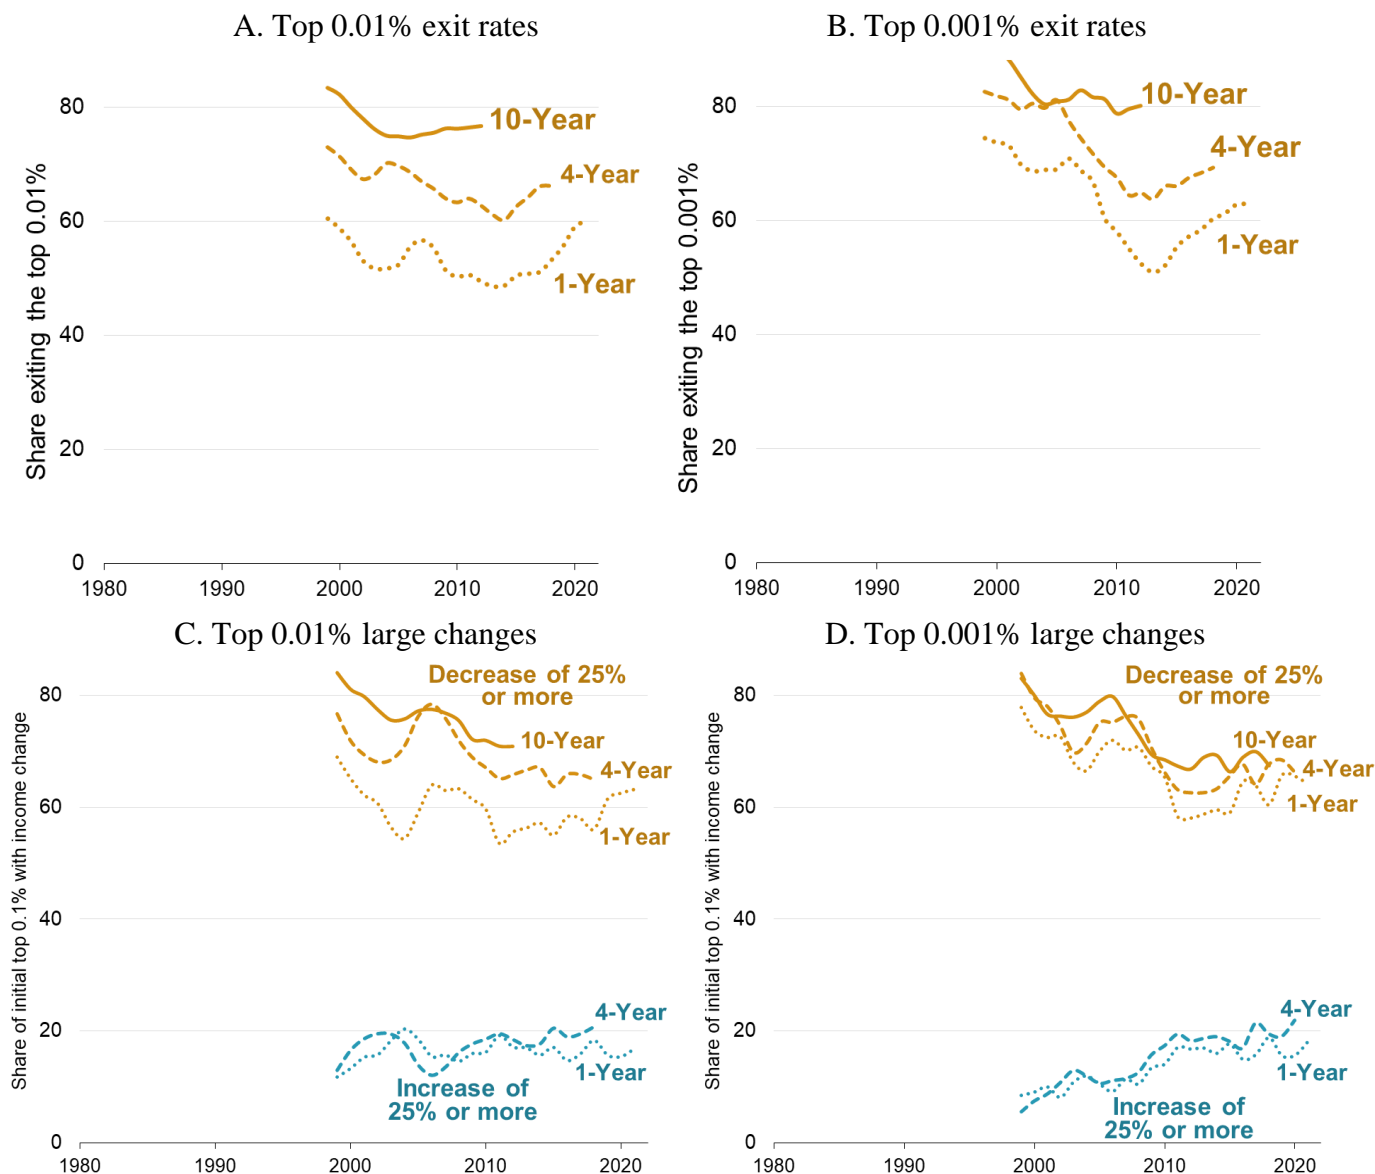 A. Top 0.01% exit rates
Share exiting the top 0.01%
80
60
40
20
0
10-Year
4-Year
1-Year
1980
1990
2000
2010
2020
B. Top 0.001% exit rates
Share exiting the top 0.001%
80
60
40
20
0
10-Year
4-Year
1-Year
1980
1990
2000
2010
2020
C. Top 0.01% large changes
Share of initial top 0.1% with income change
80
60
40
20
0
Decrease of 25%
or more
10-Year
4-Year
1-Year
4-Year
1-Year
Increase of
25% or more
1980
1990
2000
2010
2020
D. Top 0.001% large changes
Share of initial top 0.1% with income change
80
60
40
20
0
Decrease of 25%
or more
10-Year
4-Year
1-Year
4-Year
1-Year
Increase of
25% or more
1980
1990
2000
2010
2020